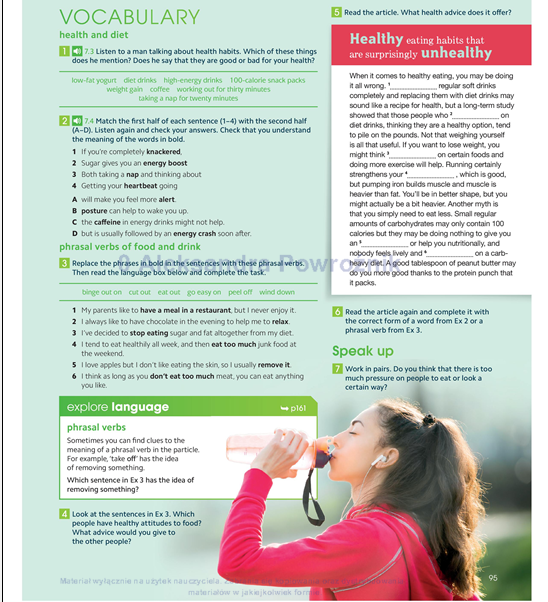 VOCABULARY
health and diet
1 7.3 Listen to a man talking about health habits. Which of these things
does he mention? Does he say that they are good or bad for your health?
low-fat yogurt diet drinks high-energy drinks 100-calorie snack packs
weight gain coffee working out for thirty minutes
taking a nap for twenty minutes
2 7.4 Match the first half of each sentence (1–4) with the second half
(A–D). Listen again and check your answers. Check that you understand
the meaning of the words in bold.
1 If you're completely knackered,
2 Sugar gives you an energy boost
3 Both taking a nap and thinking about
4 Getting your heartbeat going
A will make you feel more alert.
B posture can help to wake you up.
C the caffeine in energy drinks might not help.
D but is usually followed by an energy crash soon after.
phrasal verbs of food and drink
3 Replace the phrases in bold in the sentences with these phrasal verbs.
Then read the language box below and complete the task.
binge out on cut out eat out go easy on peel off wind down
1 My parents like to have a meal in a restaurant, but I never enjoy it.
2 I always like to have chocolate in the evening to help me to relax.
3 I've decided to stop eating sugar and fat altogether from my diet.
4 I tend to eat healthily all week, and then eat too much junk food at
the weekend.
5 I love apples but I don't like eating the skin, so I usually remove it.
6 I think as long as you don't eat too much meat, you can eat anything
you like.
explore language p161
phrasal verbs
Sometimes you can find clues to the
meaning of a phrasal verb in the particle.
For example, 'take off' has the idea
of removing something.
Which sentence in Ex 3 has the idea of
removing something?
4 Look at the sentences in Ex 3. Which
people have healthy attitudes to food?
What advice would you give to
the other people?
5 Read the article. What health advice does it offer?
Healthy eating habits that
are surprisingly unhealthy
When it comes to healthy eating, you may be doing
it all wrong. 1____________ regular soft drinks
completely and replacing them with diet drinks may
sound like a recipe for health, but a long-term study
showed that those people who 2____________ on
diet drinks, thinking they are a healthy option, tend
to pile on the pounds. Not that weighing yourself
is all that useful. If you want to lose weight, you
might think 3____________ on certain foods and
doing more exercise will help. Running certainly
strengthens your 4____________, which is good,
but pumping iron builds muscle and muscle is
heavier than fat. You'll be in better shape, but you
might actually be a bit heavier. Another myth is
that you simply need to eat less. Small regular
amounts of carbohydrates may only contain 100
calories but they may be doing nothing to give you
an 5____________ or help you nutritionally, and
nobody feels lively and 6____________ on a carb-
heavy diet. A good tablespoon of peanut butter may
do you more good thanks to the protein punch that
it packs.
6 Read the article again and complete it with
the correct form of a word from Ex 2 or a
phrasal verb from Ex 3.
Speak up
7 Work in pairs. Do you think that there is too
much pressure on people to eat or look a
certain way?
© Aleksandra Powroźnik
95
Materiał wyłącznie na użytek nauczyciela.
materiałów w jakiejkolwiek